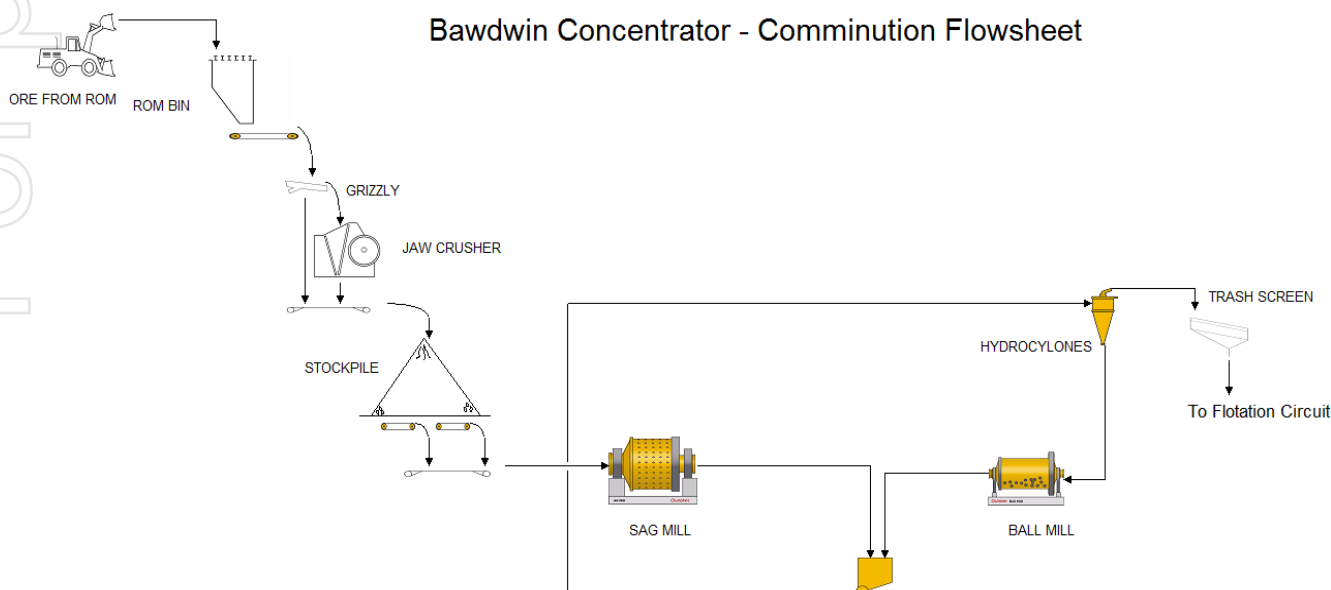 Bawdwin Concentrator - Comminution Flowsheet
ORE FROM ROM
ROM BIN
GRIZZLY
JAW CRUSHER
STOCKPILE
TRASH SCREEN
HYDROCYLONES
To Flotation Circuit
SAG MILL
BALL MILL